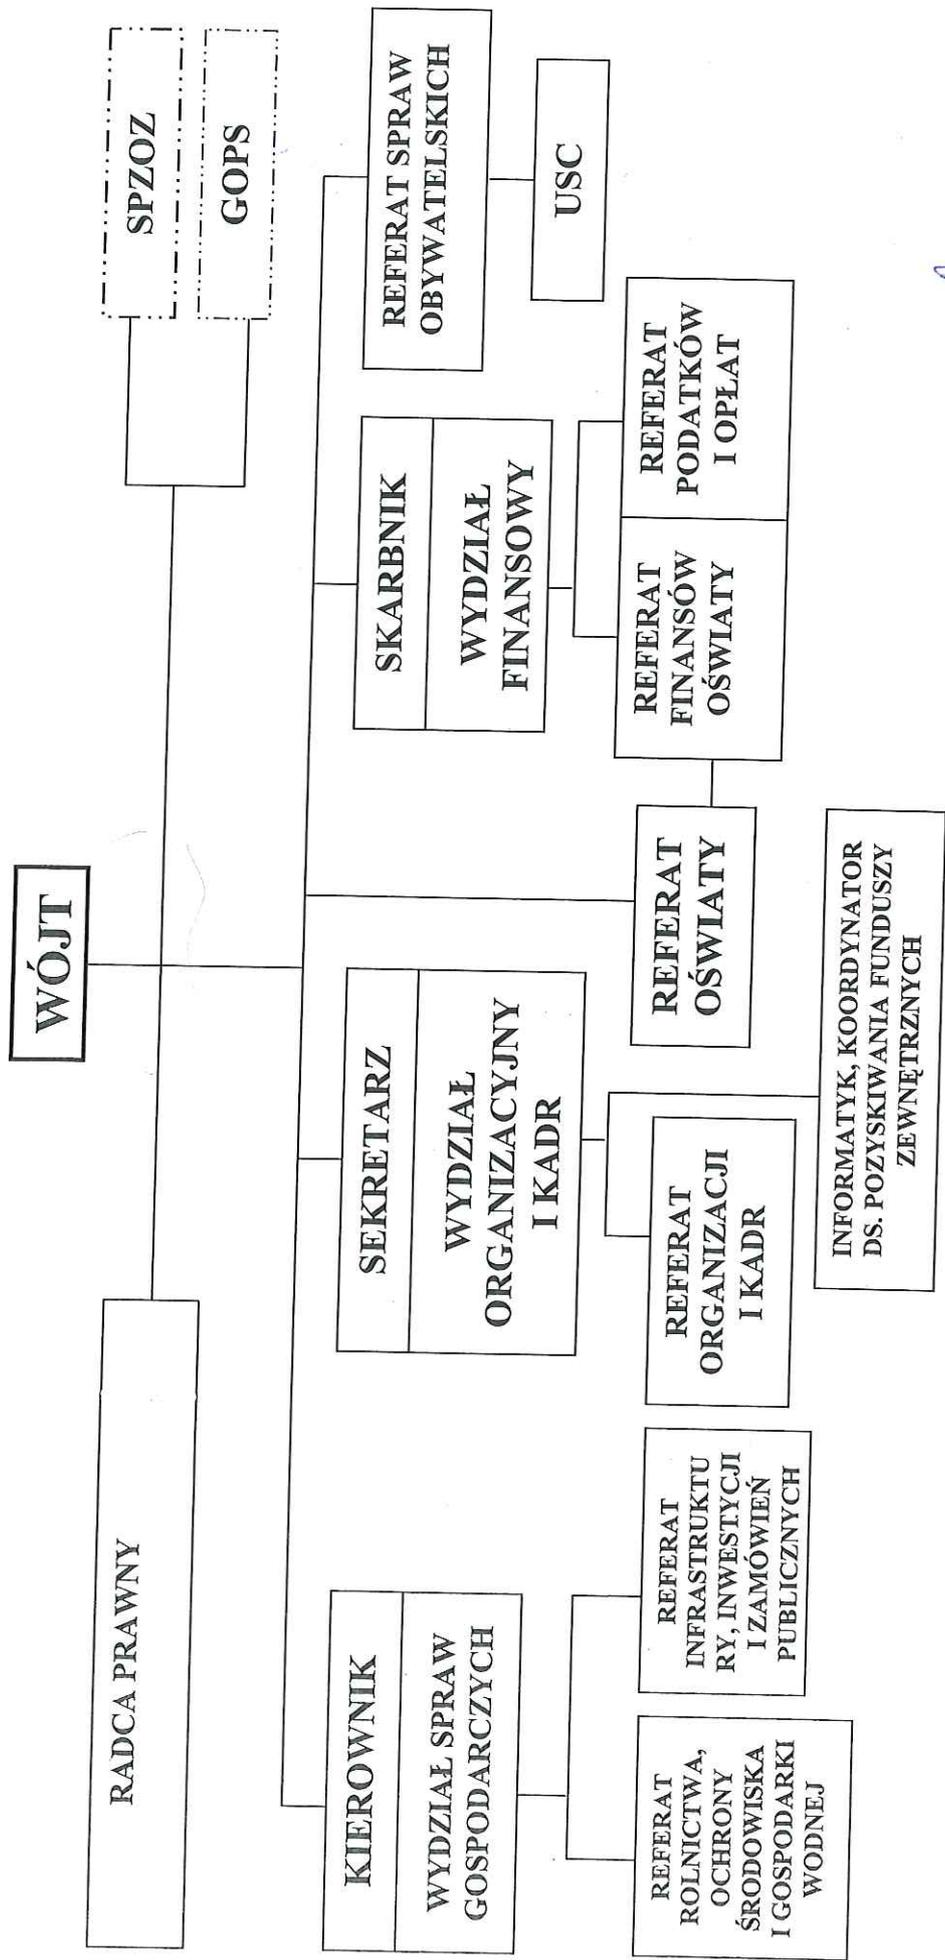 WÓJT
RADCA PRAWNY
SPZOZ
GOPS
KIEROWNIK
WYDZIAŁ SPRAW
GOSPODARCZYCH
REFERAT
ROLNICTWA,
OCHRONY
ŚRODOWISKA
I GOSPODARKI
WODNEJ
REFERAT
INFRASTRUKTU
RY, INWESTYCJI
I ZAMÓWIEŃ
PUBLICZNYCH
SEKRETARZ
WYDZIAŁ
ORGANIZACYJNY
I KADR
REFERAT
ORGANIZACJI
I KADR
INFORMATYK, KOORDYNATOR
DS. POZYSKIWANIA FUNDUSZY
ZEWNĘTRZNYCH
REFERAT
OŚWIATY
SKARBNIK
WYDZIAŁ
FINANSOWY
REFERAT
FINANSÓW
OŚWIATY
REFERAT
PODATKÓW
I OPŁAT
REFERAT SPRAW
OBYWATELSKICH
USC